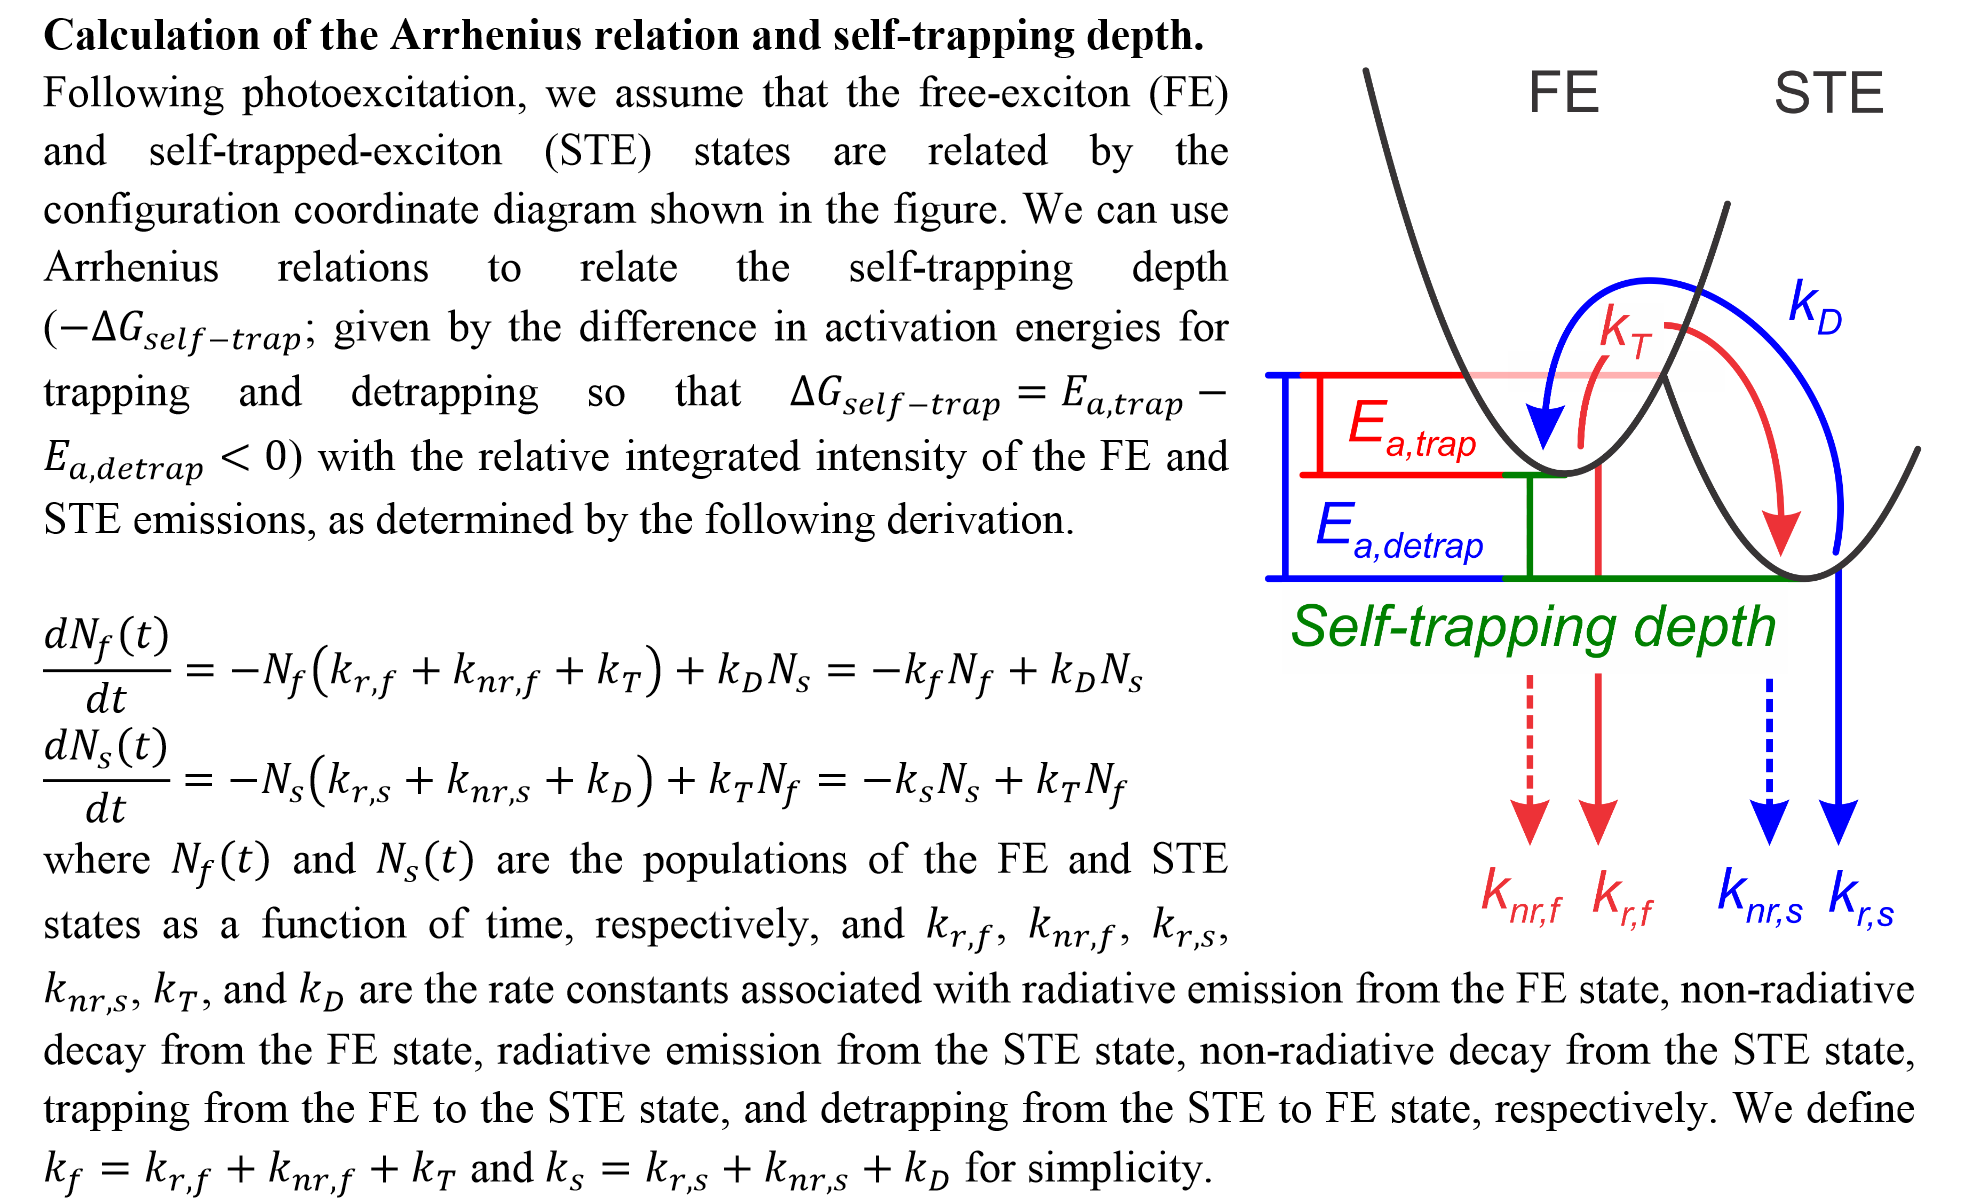 Calculation of the Arrhenius relation and self-trapping depth.
Following photoexcitation, we assume that the free-exciton (FE)
and self-trapped-exciton (STE) states are related by the
configuration coordinate diagram shown in the figure. We can use
Arrhenius relations to relate the self-trapping depth
(−ΔG_{self−trap}; given by the difference in activation energies for
trapping and detrapping so that ΔG_{self−trap} = E_{a,trap} −
E_{a,detrap} < 0) with the relative integrated intensity of the FE and
STE emissions, as determined by the following derivation.
dN_f(t)/dt = −N_f(k_{r,f} + k_{nr,f} + k_T) + k_D N_s = −k_f N_f + k_D N_s
dN_s(t)/dt = −N_s(k_{r,s} + k_{nr,s} + k_D) + k_T N_f = −k_s N_s + k_T N_f
where N_f(t) and N_s(t) are the populations of the FE and STE
states as a function of time, respectively, and k_{r,f}, k_{nr,f}, k_{r,s},
k_{nr,s}, k_T, and k_D are the rate constants associated with radiative emission from the FE state, non-radiative
decay from the FE state, radiative emission from the STE state, non-radiative decay from the STE state,
trapping from the FE to the STE state, and detrapping from the STE to FE state, respectively. We define
k_f = k_{r,f} + k_{nr,f} + k_T and k_s = k_{r,s} + k_{nr,s} + k_D for simplicity.
FE STE
k_D
k_T
E_{a,trap}
E_{a,detrap}
Self-trapping depth
k_{nr,f} k_{r,f} k_{nr,s} k_{r,s}